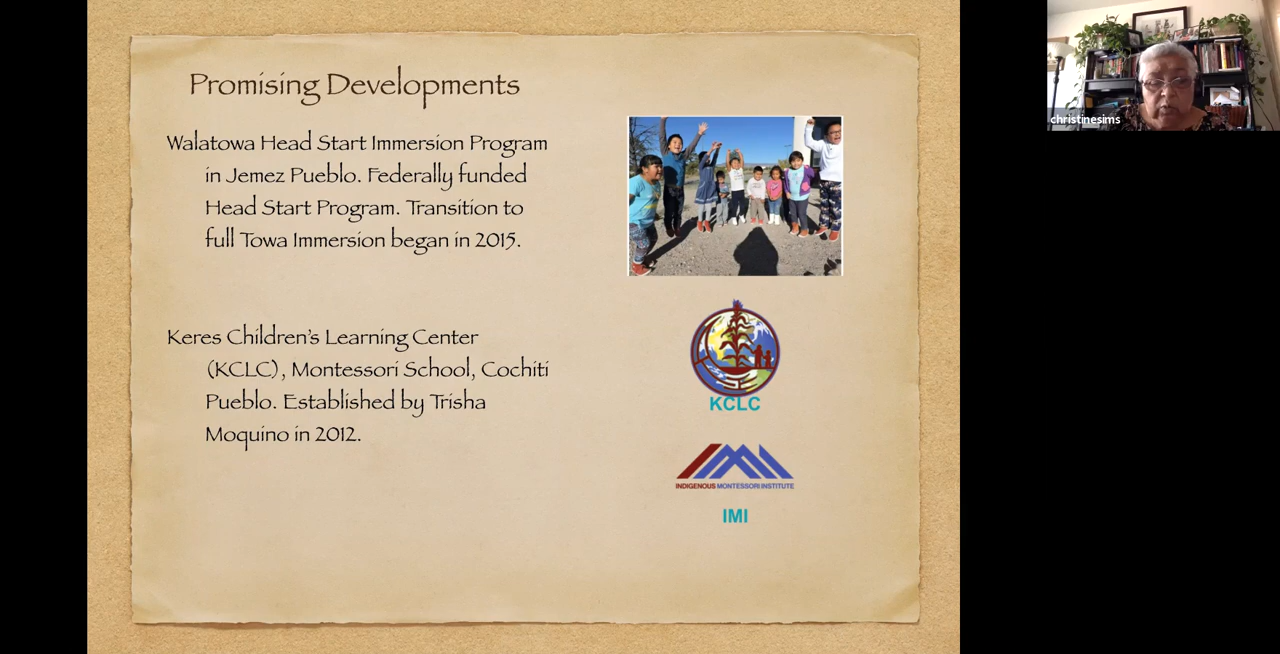 Promising Developments
Walatowa Head Start Immersion Program
in Jemez Pueblo. Federally funded
Head Start Program. Transition to
full Towa Immersion began in 2015.
Keres Children's Learning Center
(KCLC), Montessori School, Cochiti
Pueblo. Established by Trisha
Moquino in 2012.
KCLC
INDIGENOUS MONTESSORI INSTITUTE
IMI
christinesims